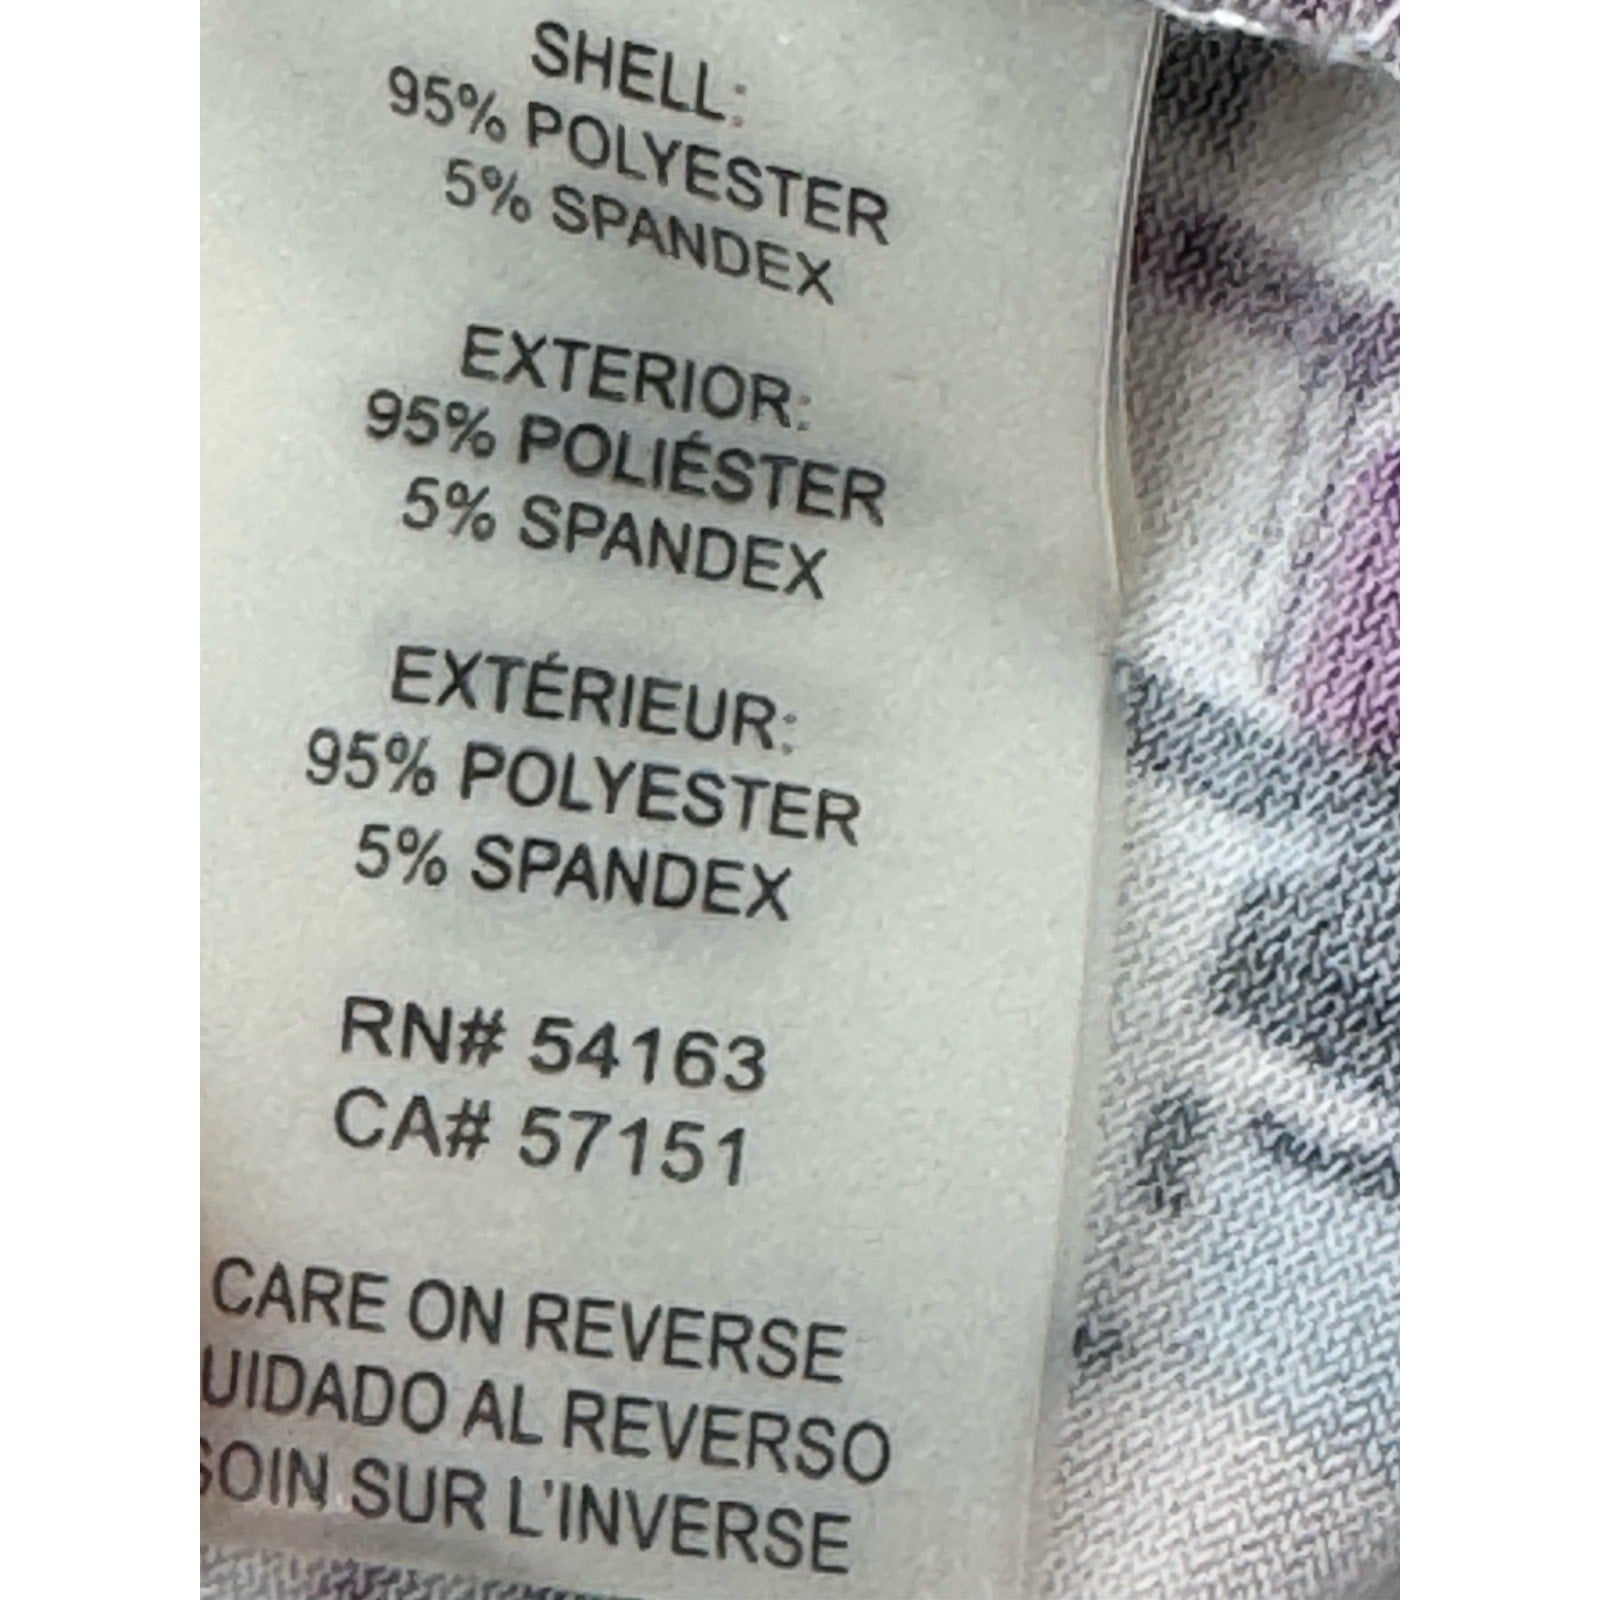 SHELL:
95% POLYESTER
5% SPANDEX
EXTERIOR:
95% POLIÉSTER
5% SPANDEX
EXTÉRIEUR:
95% POLYESTER
5% SPANDEX
RN# 54163
CA# 57151
CARE ON REVERSE
UIDADO AL REVERSO
SOIN SUR L'INVERSE